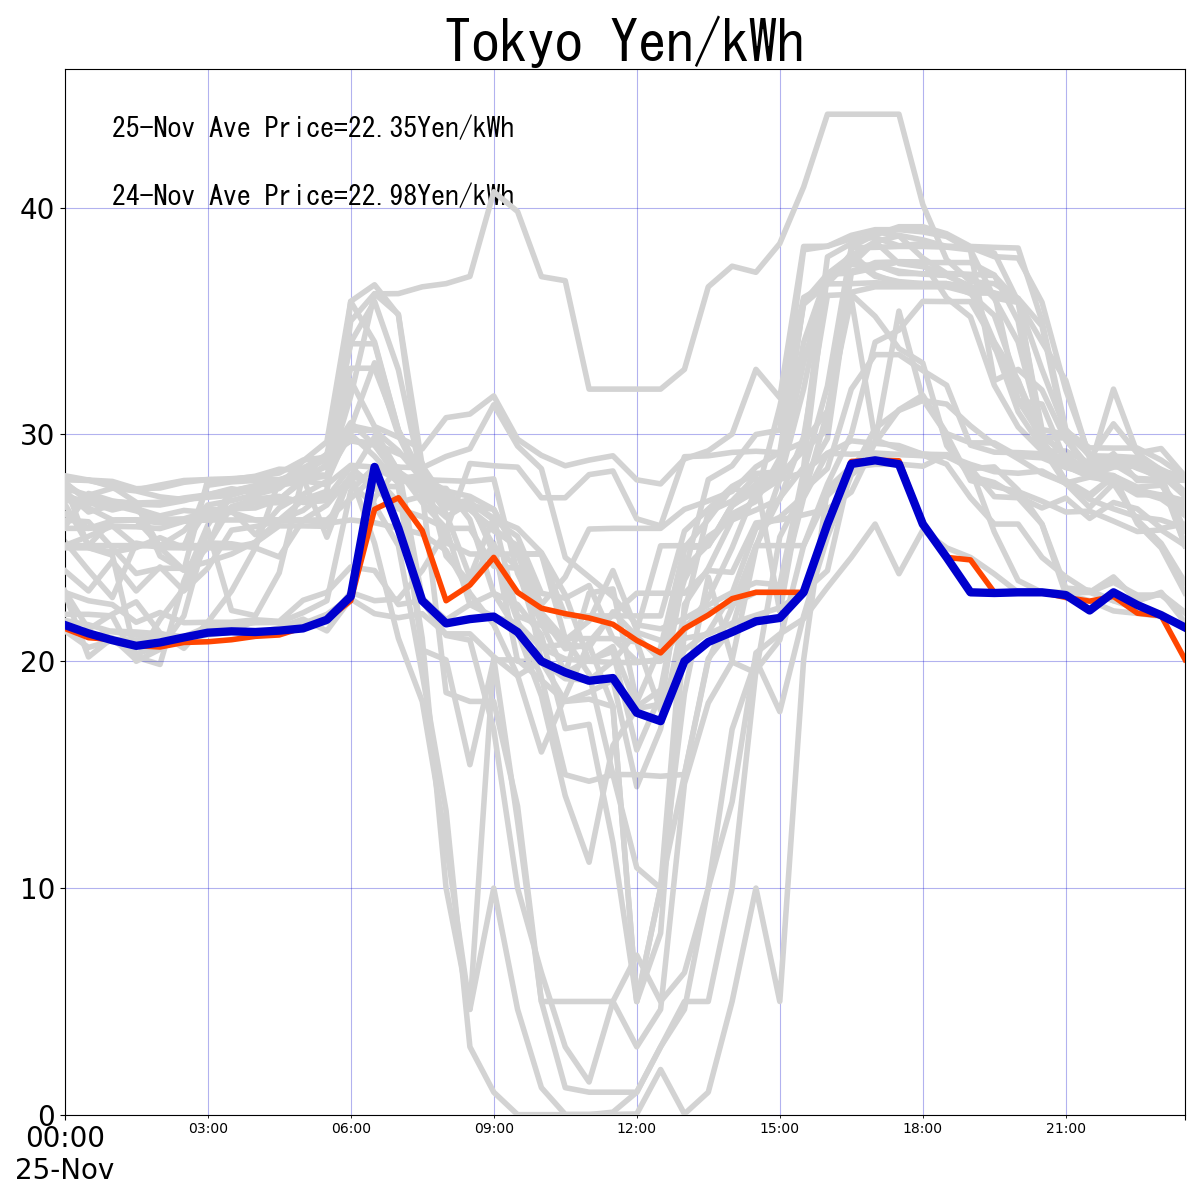 Tokyo Yen/kWh
25-Nov Ave Price=22.35Yen/kWh
24-Nov Ave Price=22.98Yen/kWh
40
30
20
10
0
00:00 03:00 06:00 09:00 12:00 15:00 18:00 21:00
25-Nov